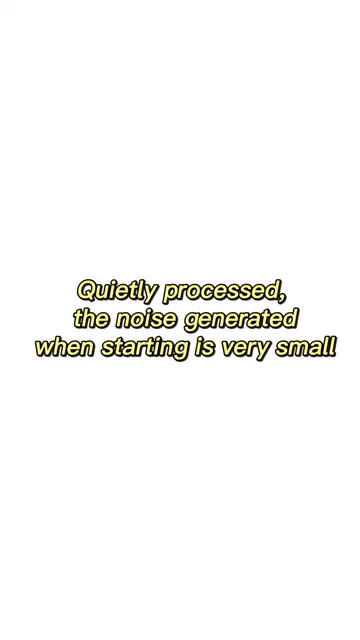 Quietly processed,
the noise generated
when starting is very small